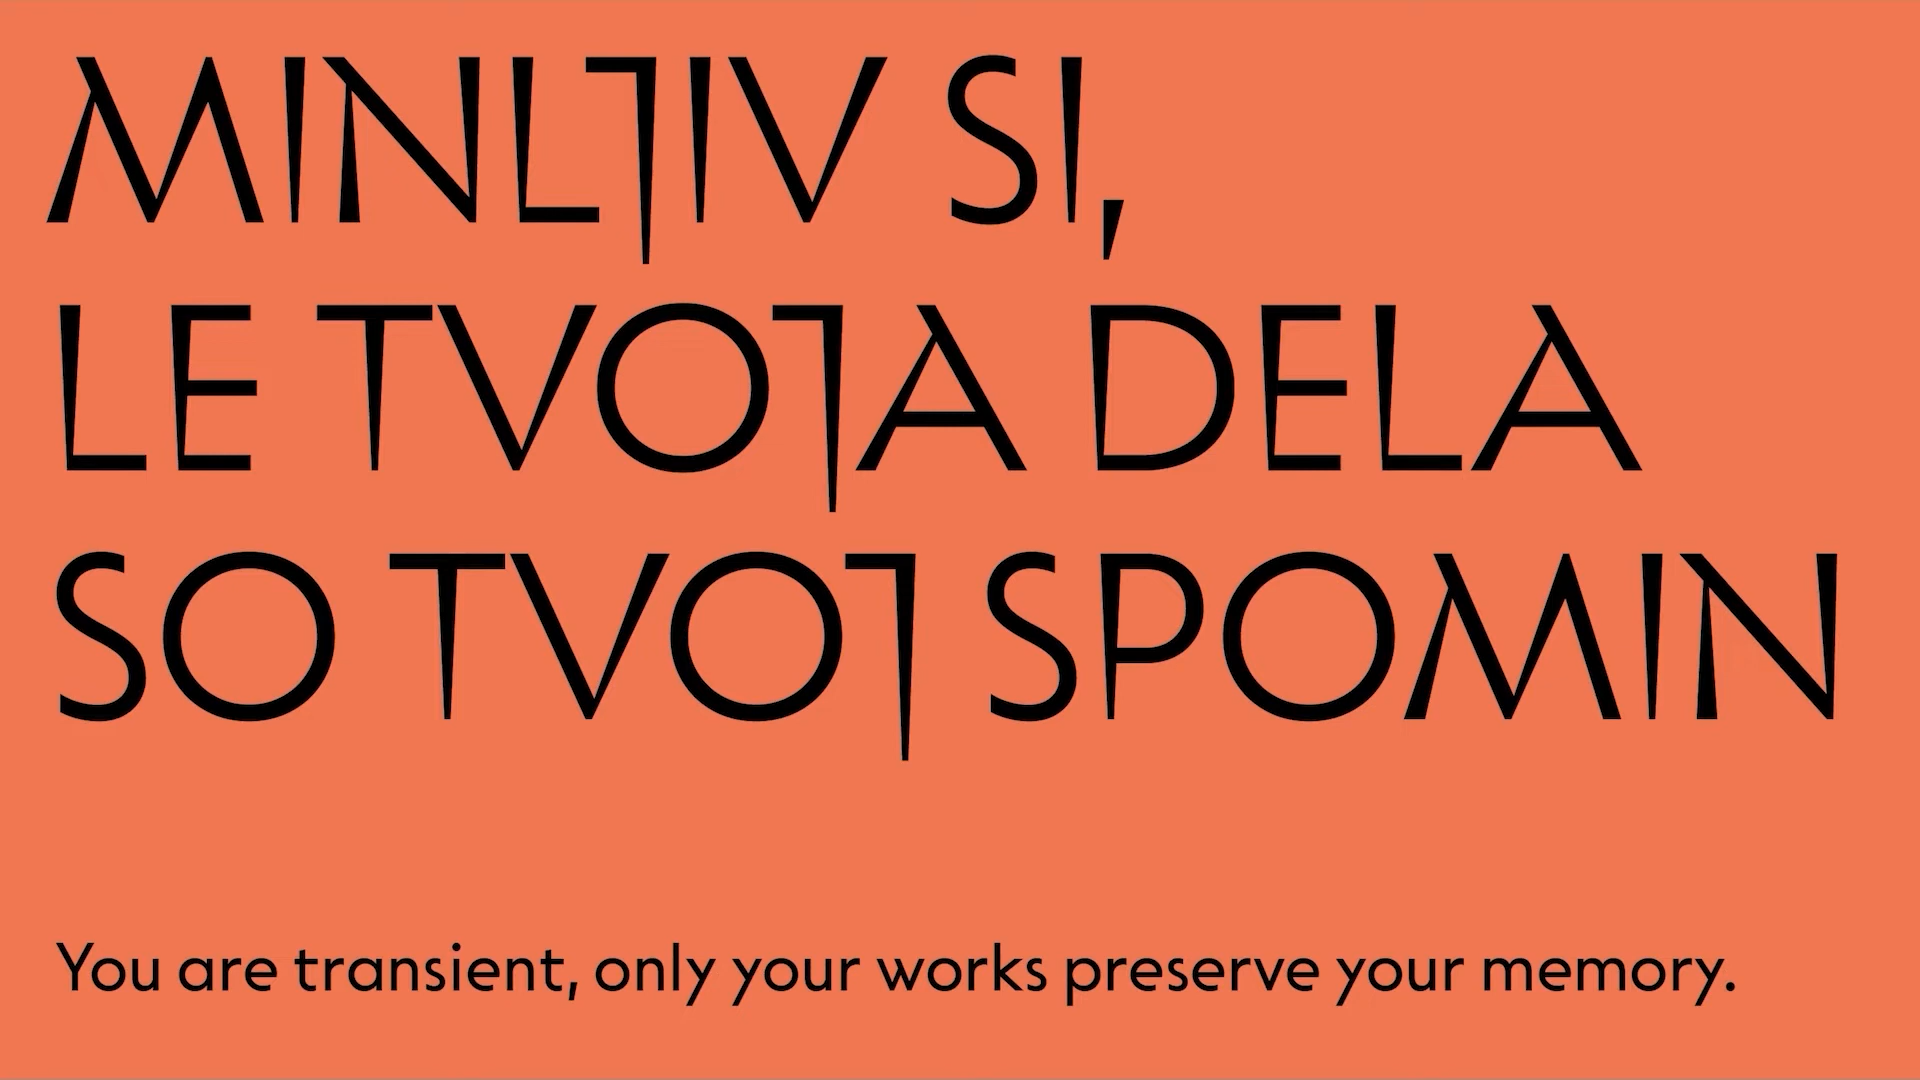 MINLJIV SI,
LE TVOJA DELA
SO TVOJ SPOMIN
You are transient, only your works preserve your memory.